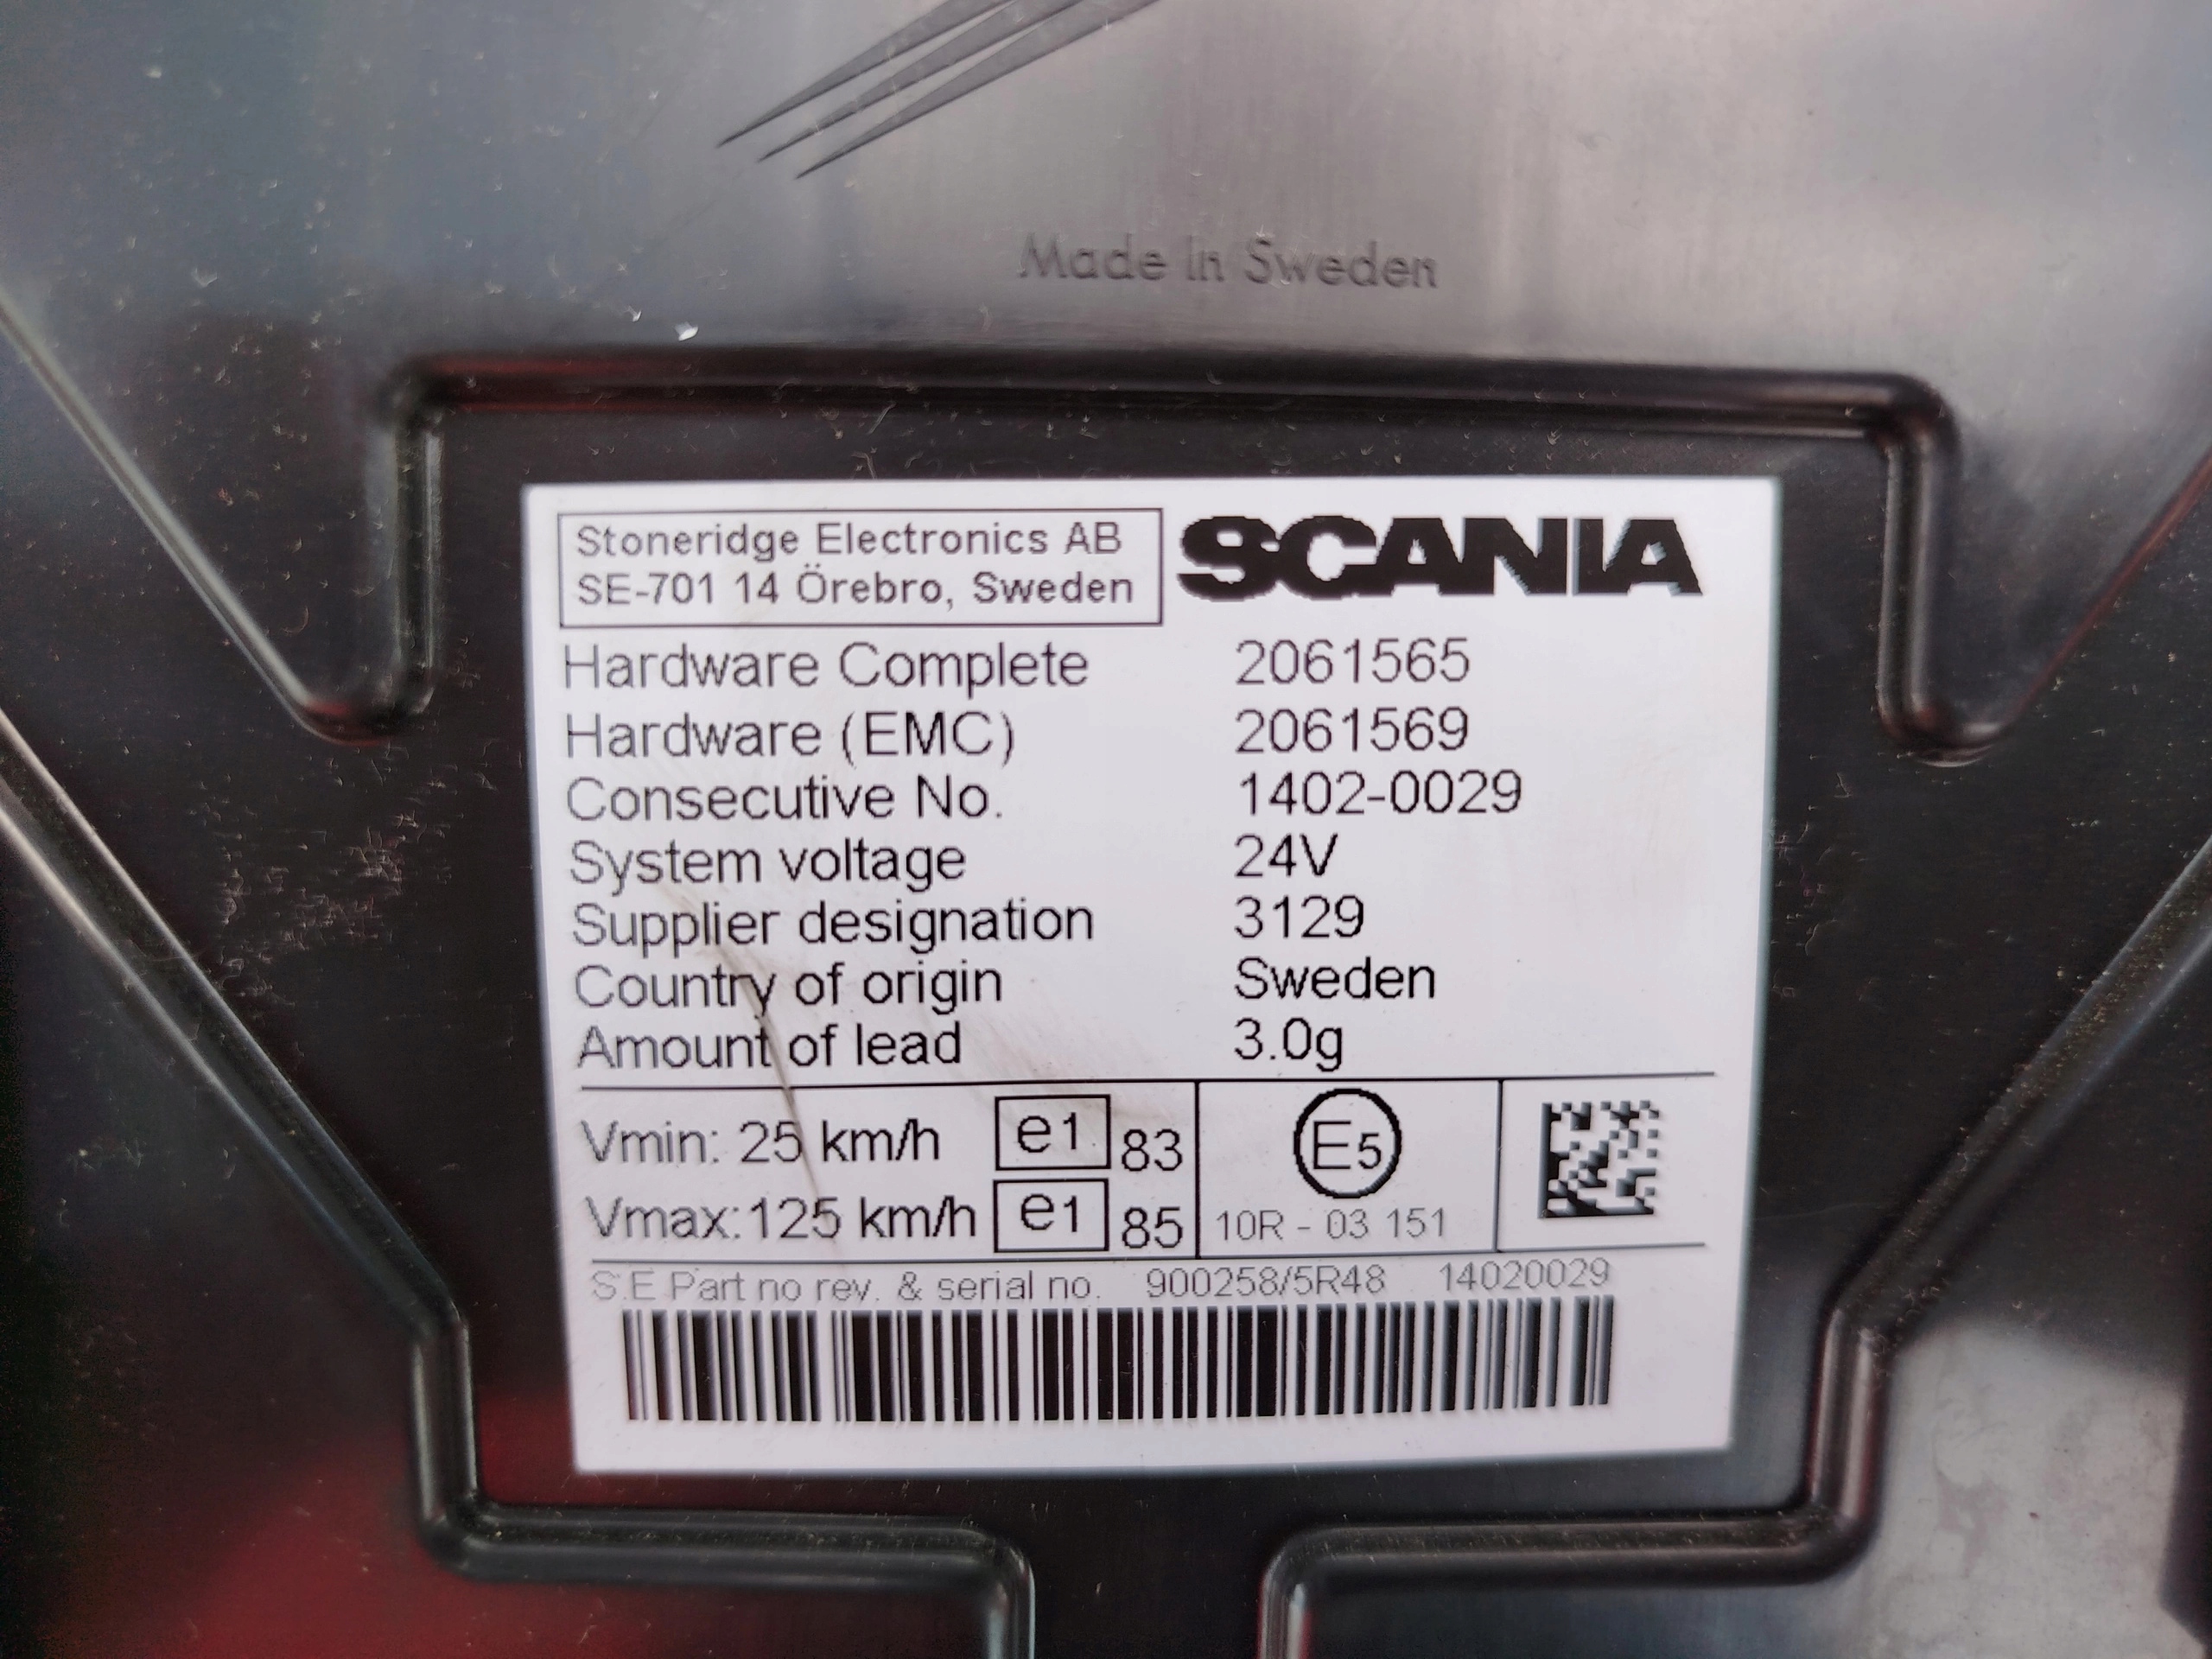 Made in Sweden
Stoneridge Electronics AB
SE-701 14 Örebro, Sweden
SCANIA
Hardware Complete 2061565
Hardware (EMC) 2061569
Consecutive No. 1402-0029
System voltage 24V
Supplier designation 3129
Country of origin Sweden
Amount of lead 3.0g
Vmin: 25 km/h e1 83
Vmax:125 km/h e1 85
E5
10R - 03 151
S.E Part no rev. & serial no. 900258/5R48 14020029